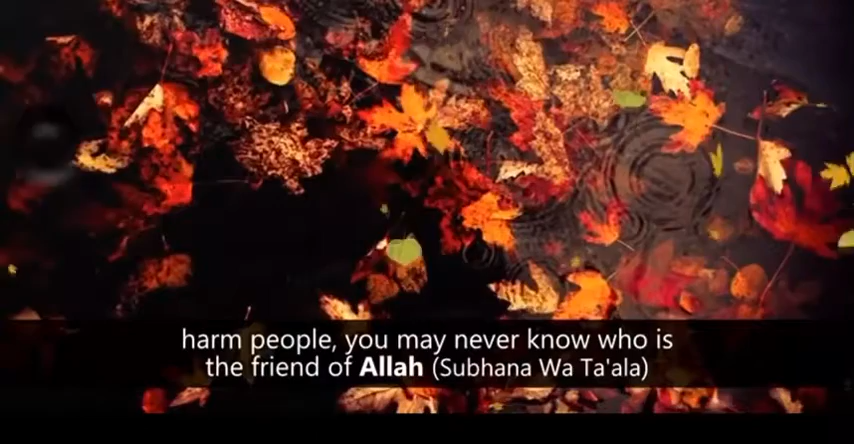 harm people, you may never know who is
the friend of Allah (Subhana Wa Ta'ala)